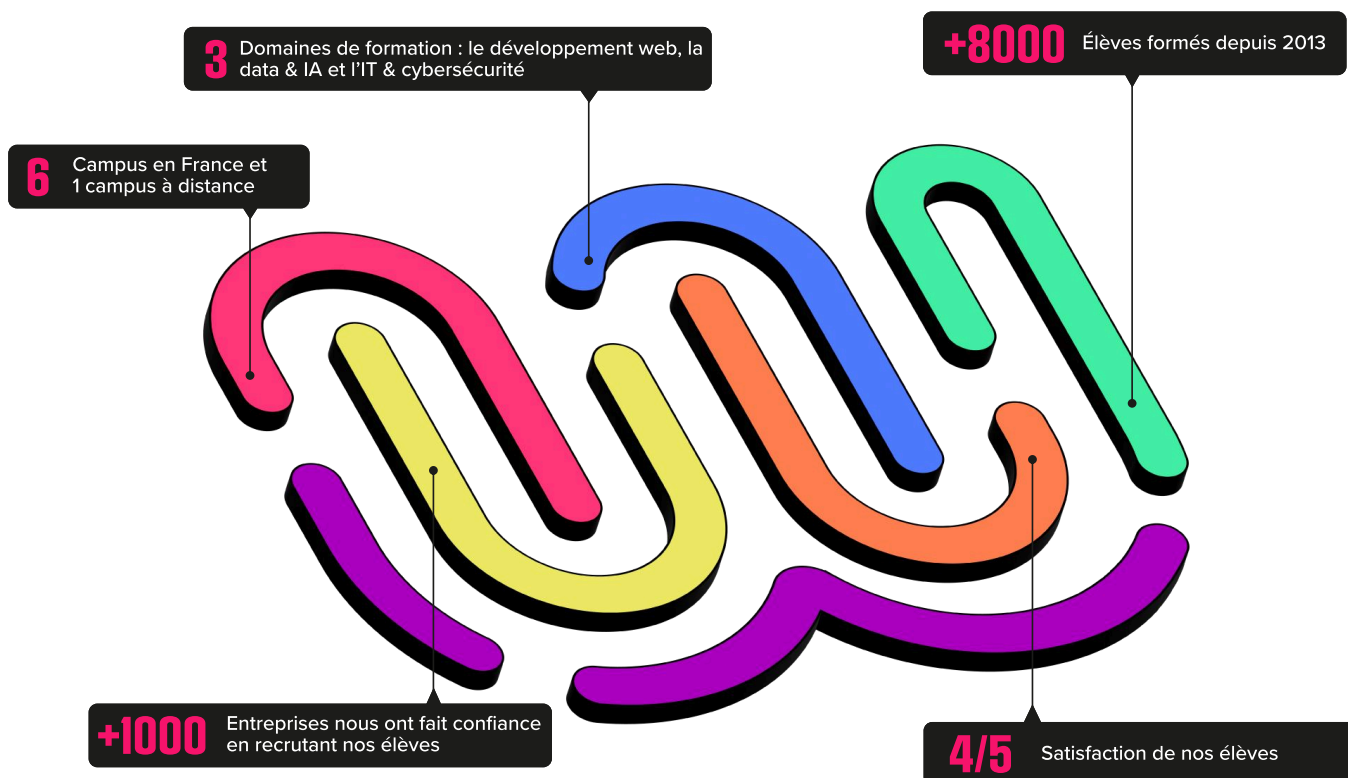 3 Domaines de formation : le développement web, la
data & IA et l’IT & cybersécurité
+8000 Élèves formés depuis 2013
6 Campus en France et
1 campus à distance
+1000 Entreprises nous ont fait confiance
en recrutant nos élèves
4/5 Satisfaction de nos élèves